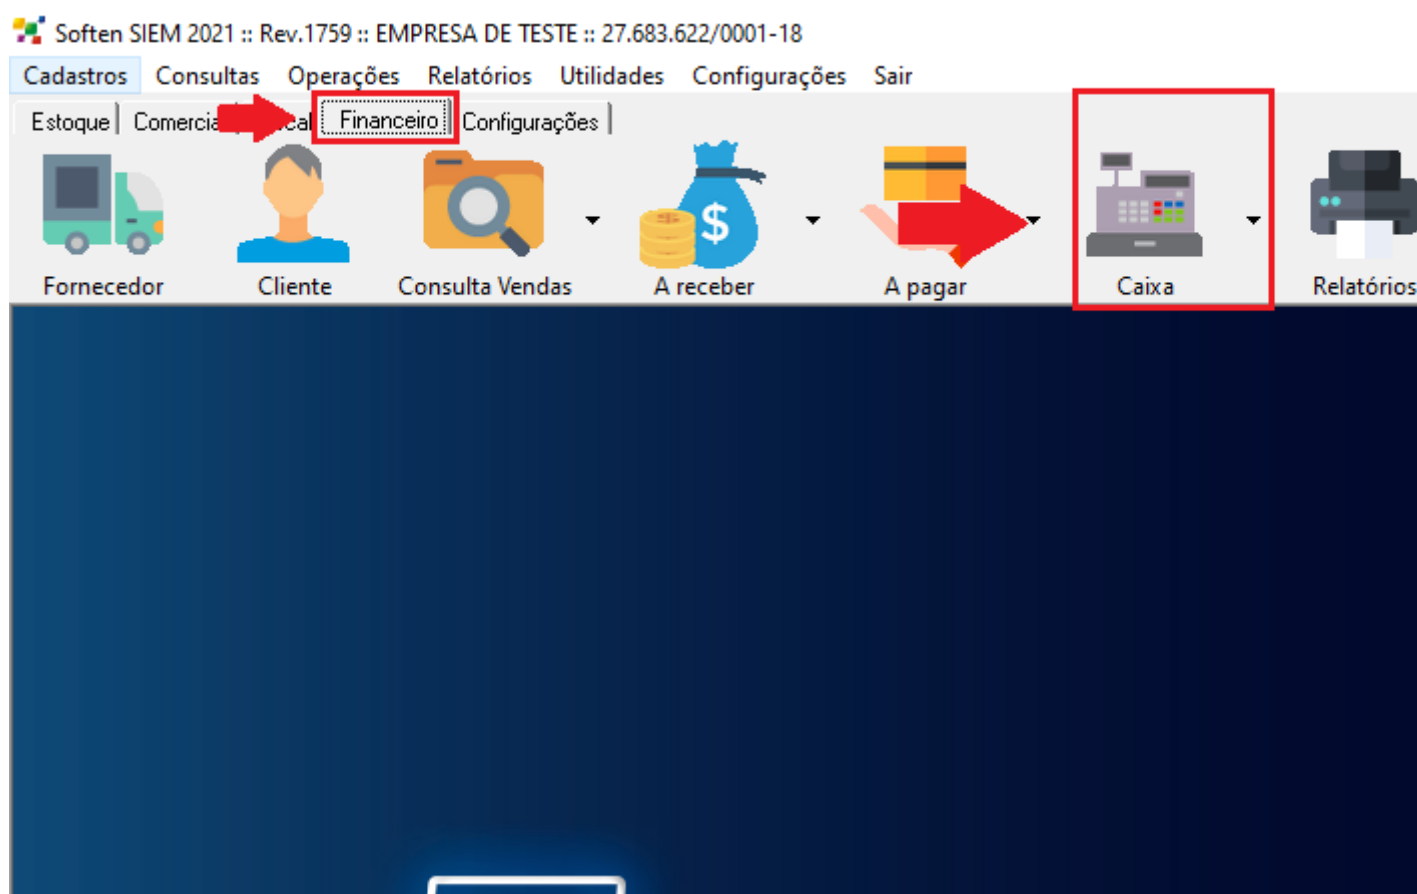 Soften SIEM 2021 :: Rev.1759 :: EMPRESA DE TESTE :: 27.683.622/0001-18
Cadastros Consultas Operações Relatórios Utilidades Configurações Sair
Estoque Financeiro Configurações
$
Fornecedor Cliente Consulta Vendas A receber A pagar Caixa Relatórios